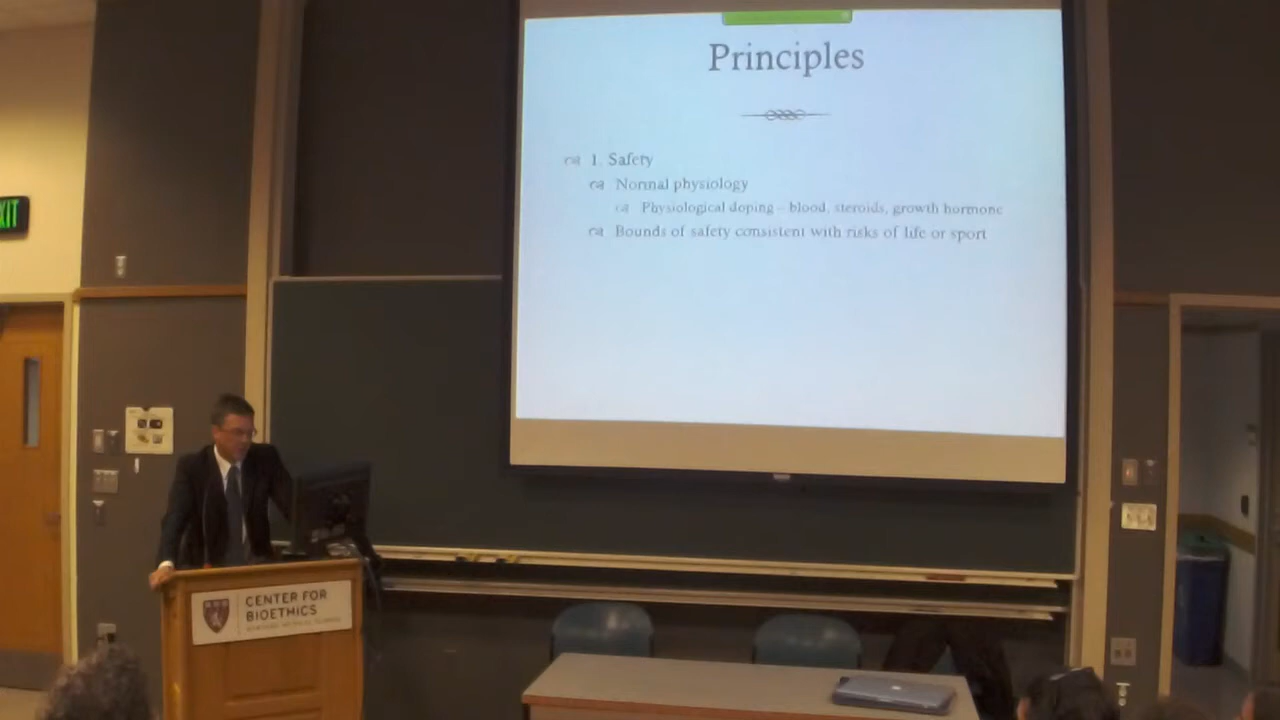 Principles
1. Safety
Normal physiology
Physiological doping – blood, steroids, growth hormone
Bounds of safety consistent with risks of life or sport
XIT
CENTER FOR
BIOETHICS